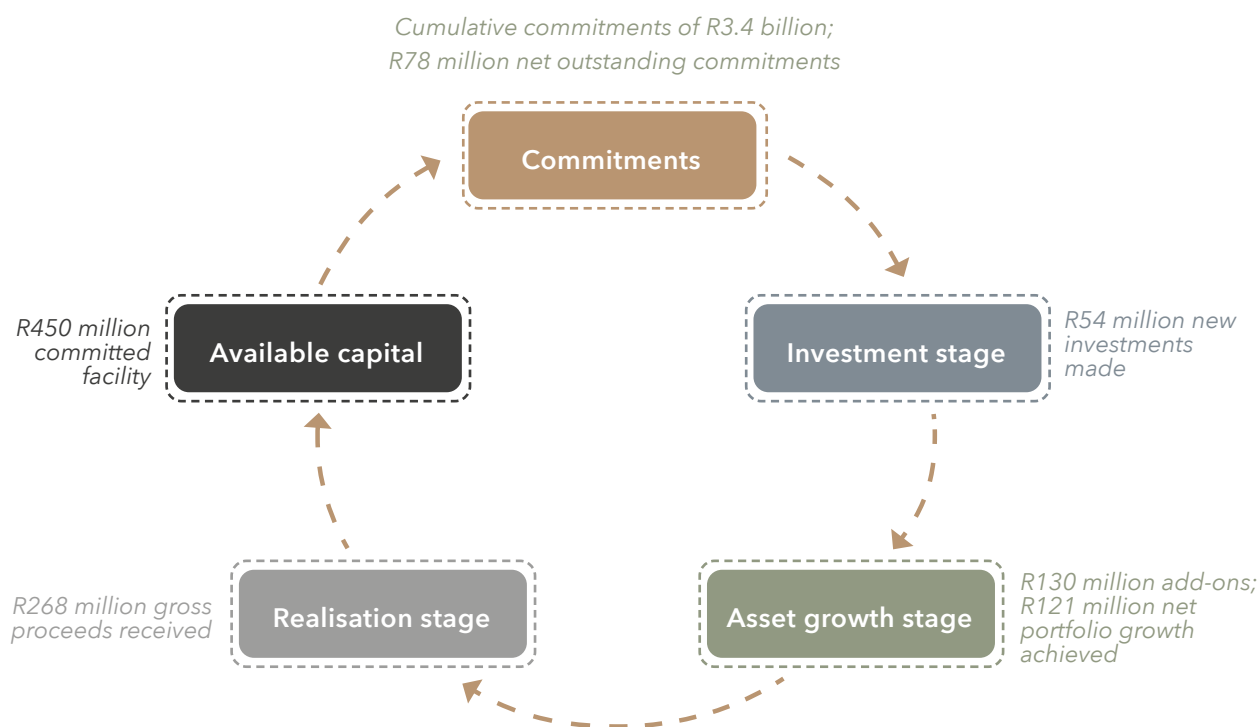 Cumulative commitments of R3.4 billion;
R78 million net outstanding commitments
Commitments
R450 million
committed
facility
Available capital
Investment stage
R54 million new
investments
made
R268 million gross
proceeds received
Realisation stage
Asset growth stage
R130 million add-ons;
R121 million net
portfolio growth
achieved